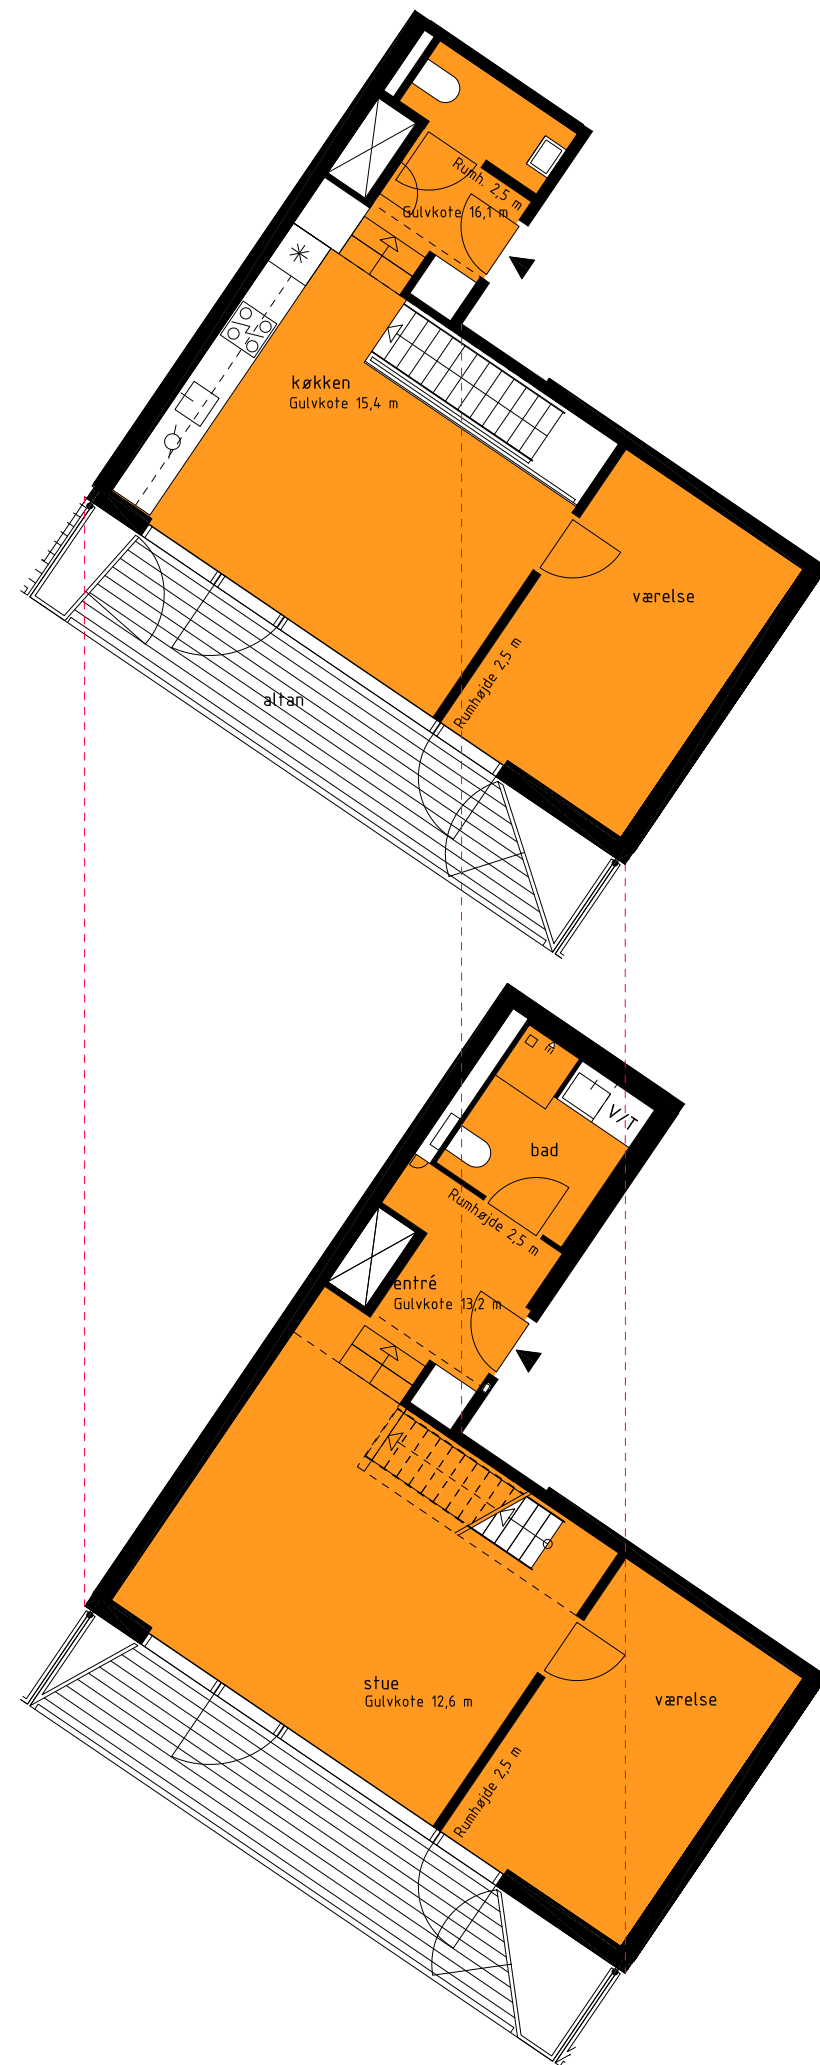 Rumh. 2,5 m
Gulvkote 16,1 m
køkken
Gulvkote 15,4 m
værelse
Rumhøjde 2,5 m
altan
V/T
bad
Rumhøjde 2,5 m
entré
Gulvkote 13,2 m
stue
Gulvkote 12,6 m
værelse
Rumhøjde 2,5 m